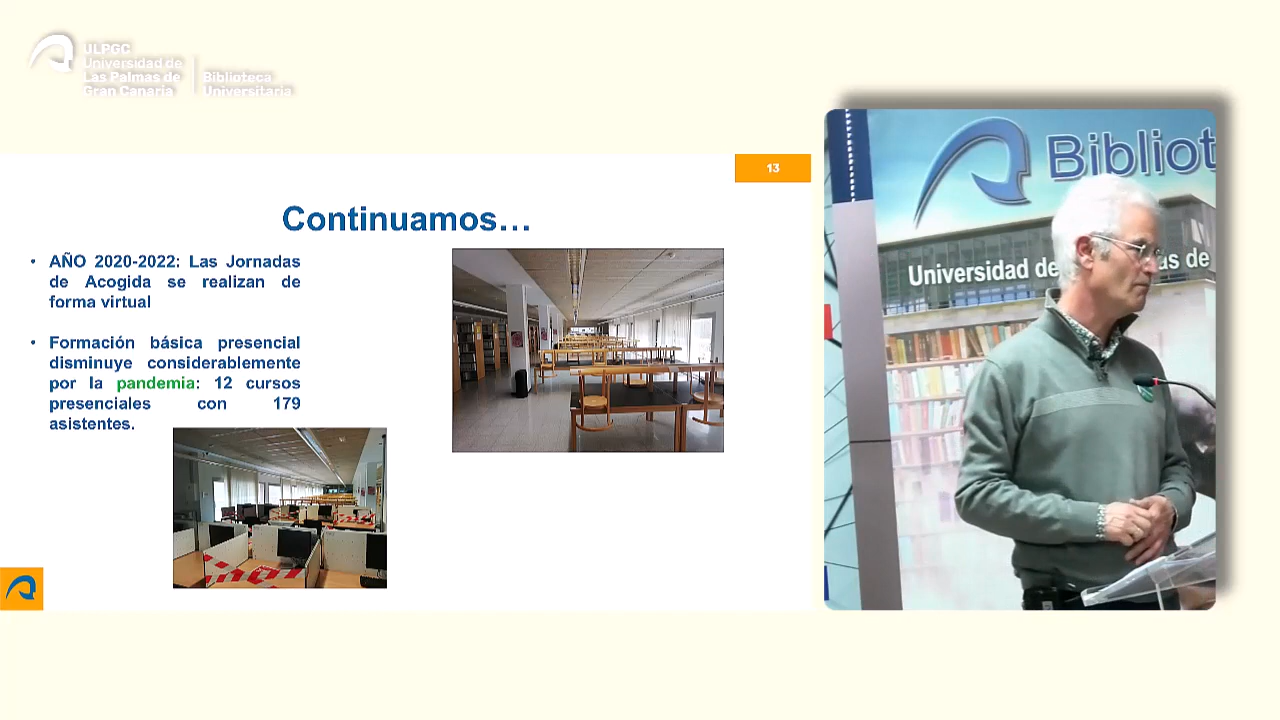 ULPGC
Universidad de
Las Palmas de
Gran Canaria
Biblioteca
Universitaria
13
Continuamos…
• AÑO 2020-2022: Las Jornadas
de Acogida se realizan de
forma virtual
• Formación básica presencial
disminuye considerablemente
por la pandemia: 12 cursos
presenciales con 179
asistentes.
Bibliot
Universidad de as de